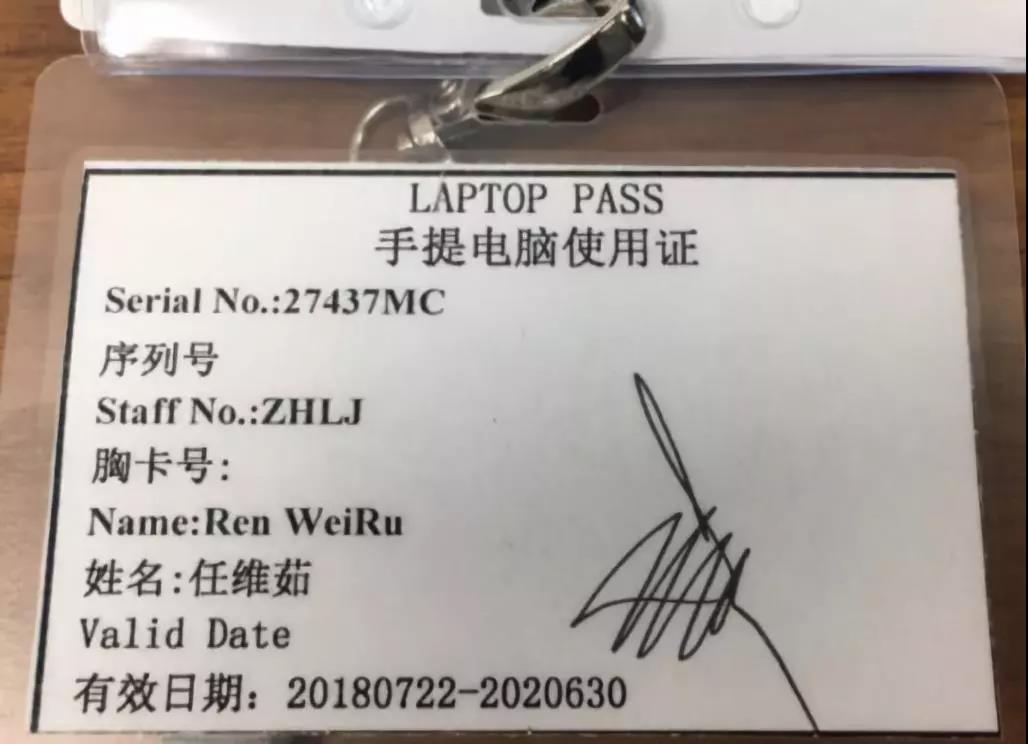 LAPTOP PASS
手提电脑使用证
Serial No.:27437MC
序列号
Staff No.:ZHLJ
胸卡号:
Name:Ren WeiRu
姓名:任维茹
Valid Date
有效日期: 20180722-2020630